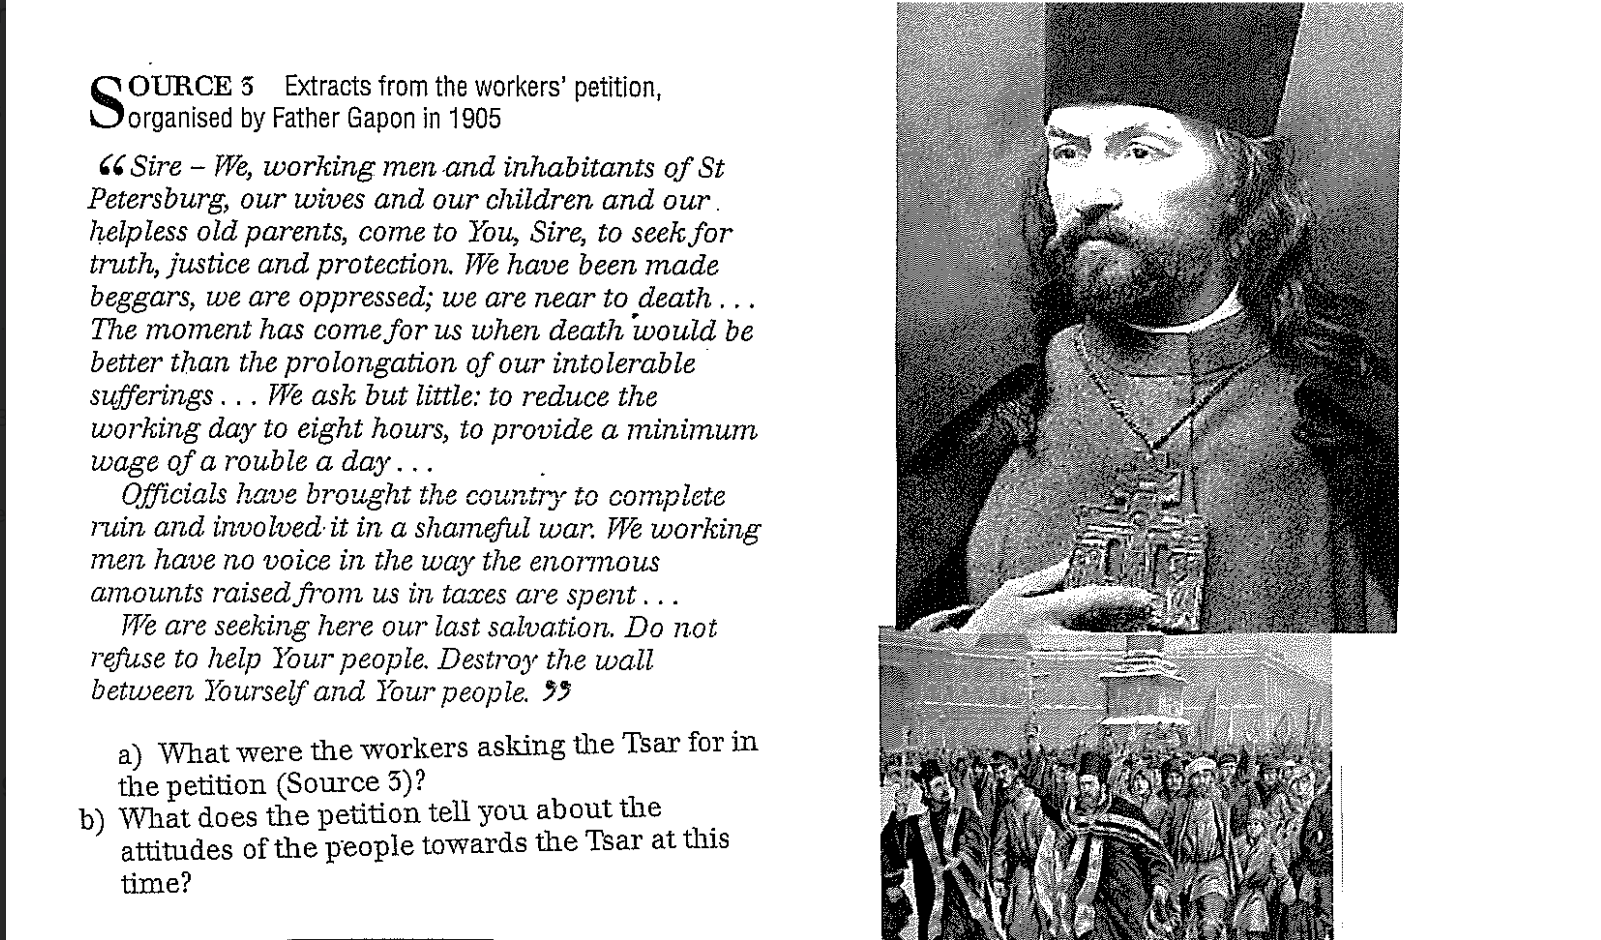 SOURCE 3 Extracts from the workers' petition,
organised by Father Gapon in 1905
“Sire – We, working men and inhabitants of St
Petersburg, our wives and our children and our
helpless old parents, come to You, Sire, to seek for
truth, justice and protection. We have been made
beggars, we are oppressed; we are near to death . . .
The moment has come for us when death would be
better than the prolongation of our intolerable
sufferings . . . We ask but little: to reduce the
working day to eight hours, to provide a minimum
wage of a rouble a day . . .
Officials have brought the country to complete
ruin and involved it in a shameful war. We working
men have no voice in the way the enormous
amounts raised from us in taxes are spent . . .
We are seeking here our last salvation. Do not
refuse to help Your people. Destroy the wall
between Yourself and Your people.”
a) What were the workers asking the Tsar for in
the petition (Source 3)?
b) What does the petition tell you about the
attitudes of the people towards the Tsar at this
time?